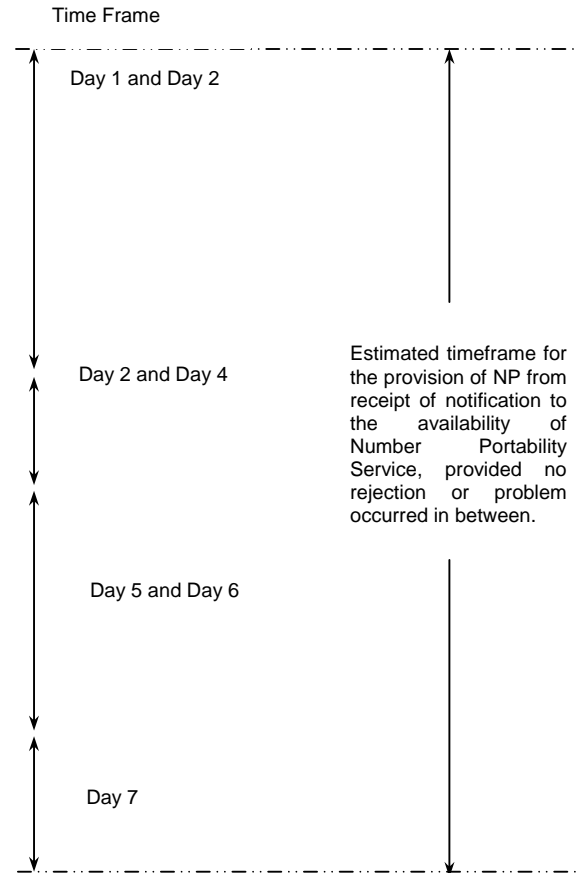 Time Frame
Day 1 and Day 2
Day 2 and Day 4
Estimated timeframe for
the provision of NP from
receipt of notification to
the availability of
Number Portability
Service, provided no
rejection or problem
occurred in between.
Day 5 and Day 6
Day 7